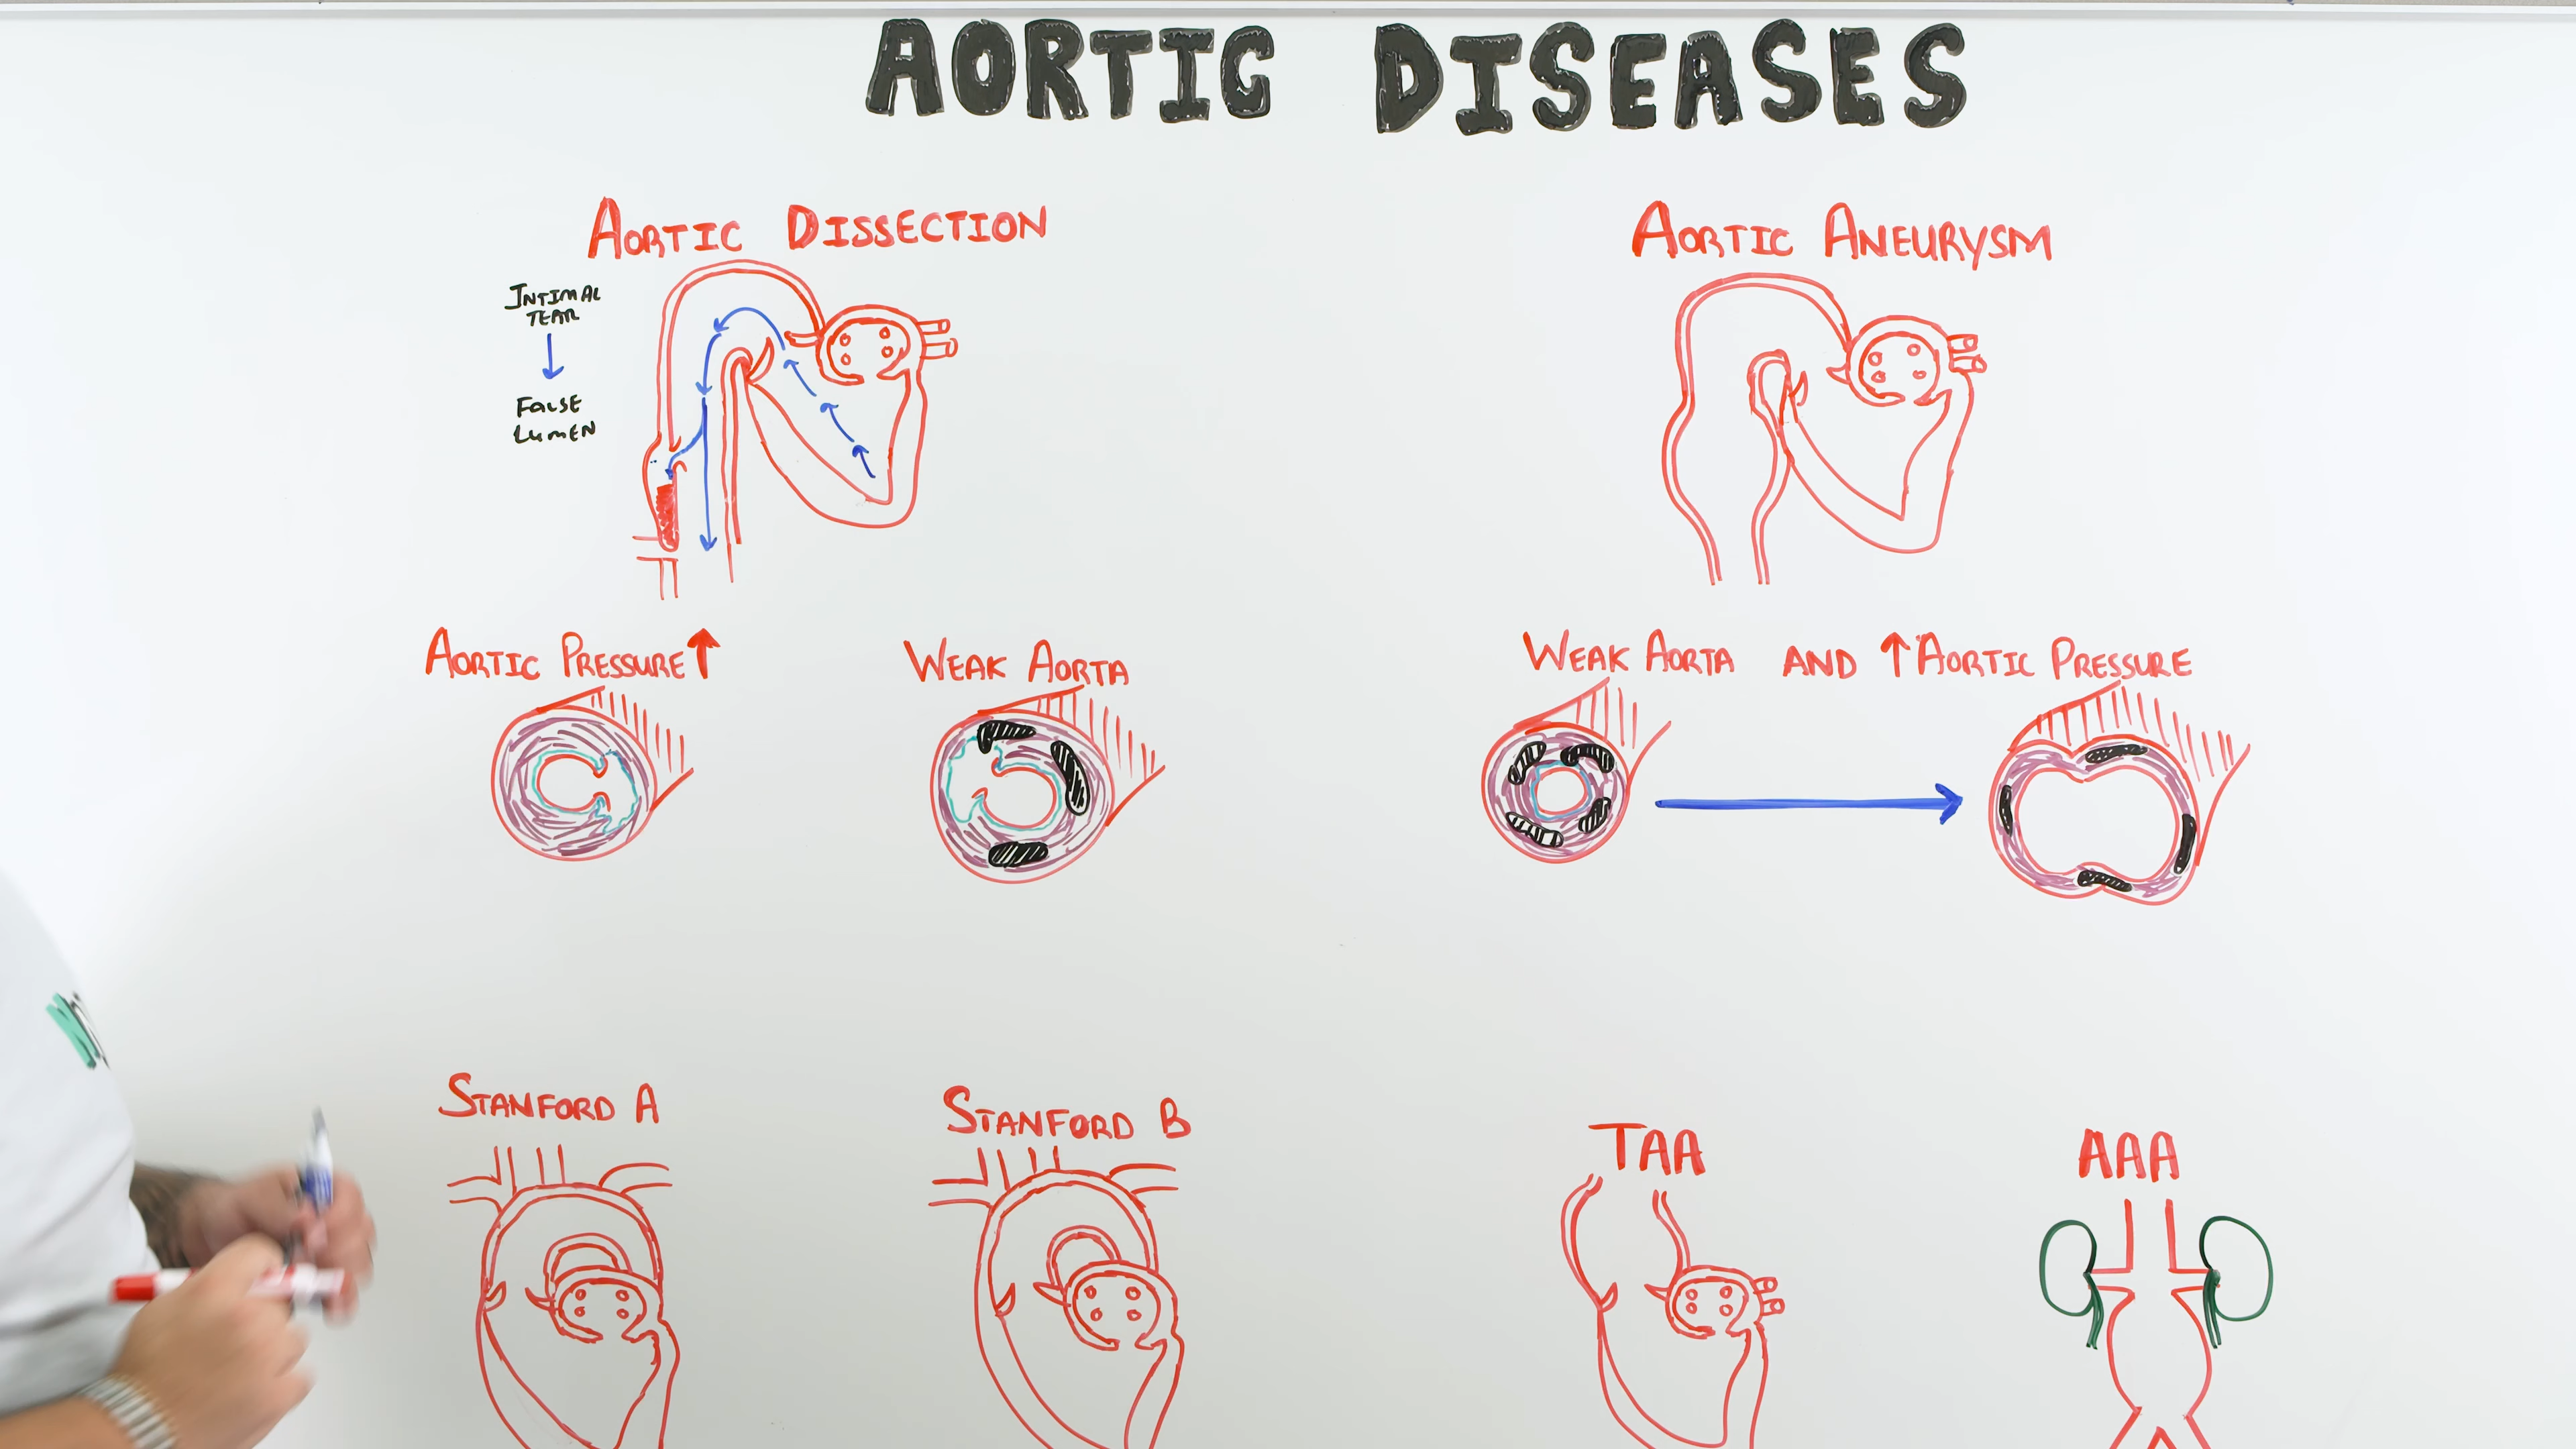 AORTIC DISEASES
AORTIC DISSECTION
INTIMAL
TEAR
FALSE
LUMEN
AORTIC PRESSURE↑
WEAK AORTA
STANFORD A
STANFORD B
AORTIC ANEURYSM
WEAK AORTA AND ↑AORTIC PRESSURE
TAA
AAA